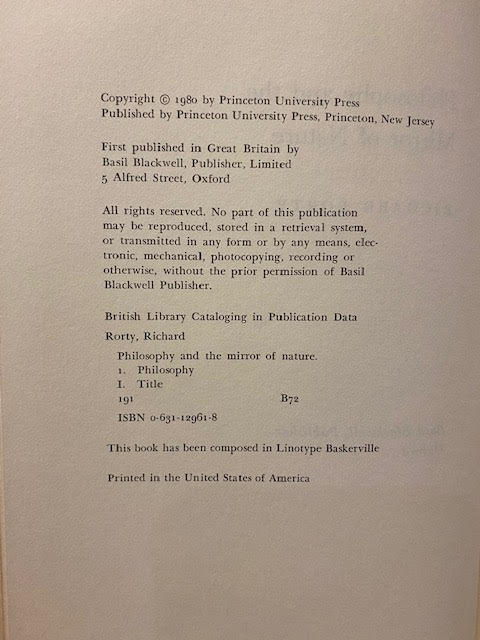 Copyright © 1980 by Princeton University Press
Published by Princeton University Press, Princeton, New Jersey
First published in Great Britain by
Basil Blackwell, Publisher, Limited
5 Alfred Street, Oxford
All rights reserved. No part of this publication
may be reproduced, stored in a retrieval system,
or transmitted in any form or by any means, elec-
tronic, mechanical, photocopying, recording or
otherwise, without the prior permission of Basil
Blackwell Publisher.
British Library Cataloging in Publication Data
Rorty, Richard
Philosophy and the mirror of nature.
1. Philosophy
I. Title
191 B72
ISBN 0-631-12961-8
This book has been composed in Linotype Baskerville
Printed in the United States of America